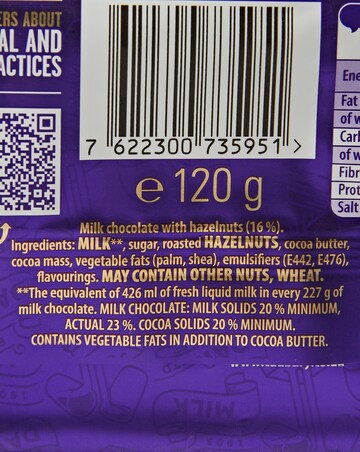 ERS ABOUT
AL AND
ACTICES
7 622300 735951 >
e 120 g
Ene
Fat
of w
Carl
of w
Fibr
Prot
Salt
Milk chocolate with hazelnuts (16 %).
Ingredients: MILK**, sugar, roasted HAZELNUTS, cocoa butter,
cocoa mass, vegetable fats (palm, shea), emulsifiers (E442, E476),
flavourings. MAY CONTAIN OTHER NUTS, WHEAT.
**The equivalent of 426 ml of fresh liquid milk in every 227 g of
milk chocolate. MILK CHOCOLATE: MILK SOLIDS 20 % MINIMUM,
ACTUAL 23 %. COCOA SOLIDS 20 % MINIMUM.
CONTAINS VEGETABLE FATS IN ADDITION TO COCOA BUTTER.
MILK